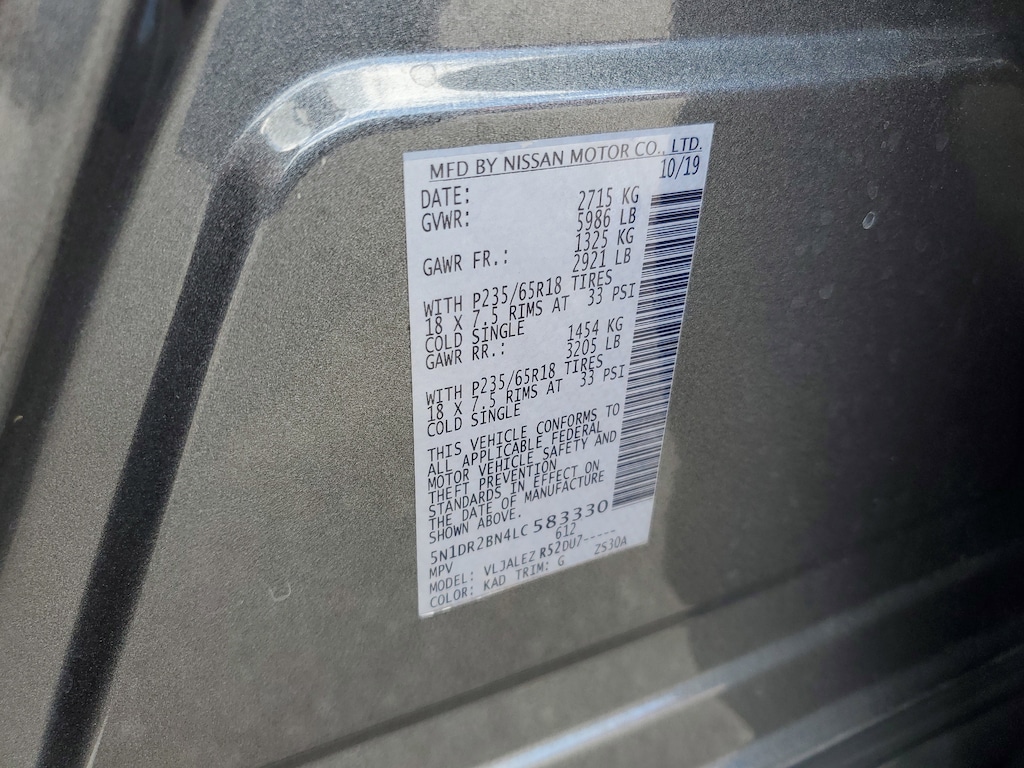 MFD BY NISSAN MOTOR CO., LTD.
DATE: 10/19
GVWR: 2715 KG
5986 LB
GAWR FR.: 1325 KG
2921 LB
WITH P235/65R18 TIRES
18 X 7.5 RIMS AT 33 PSI
COLD SINGLE
GAWR RR.: 1454 KG
3205 LB
WITH P235/65R18 TIRES
18 X 7.5 RIMS AT 33 PSI
COLD SINGLE
THIS VEHICLE CONFORMS TO
ALL APPLICABLE FEDERAL
MOTOR VEHICLE SAFETY AND
THEFT PREVENTION
STANDARDS IN EFFECT ON
THE DATE OF MANUFACTURE
SHOWN ABOVE.
5N1DR2BN4LC 583330
MPV 612
MODEL: VLJALEZ R52DU7-----
COLOR: KAD TRIM: G ZS30A